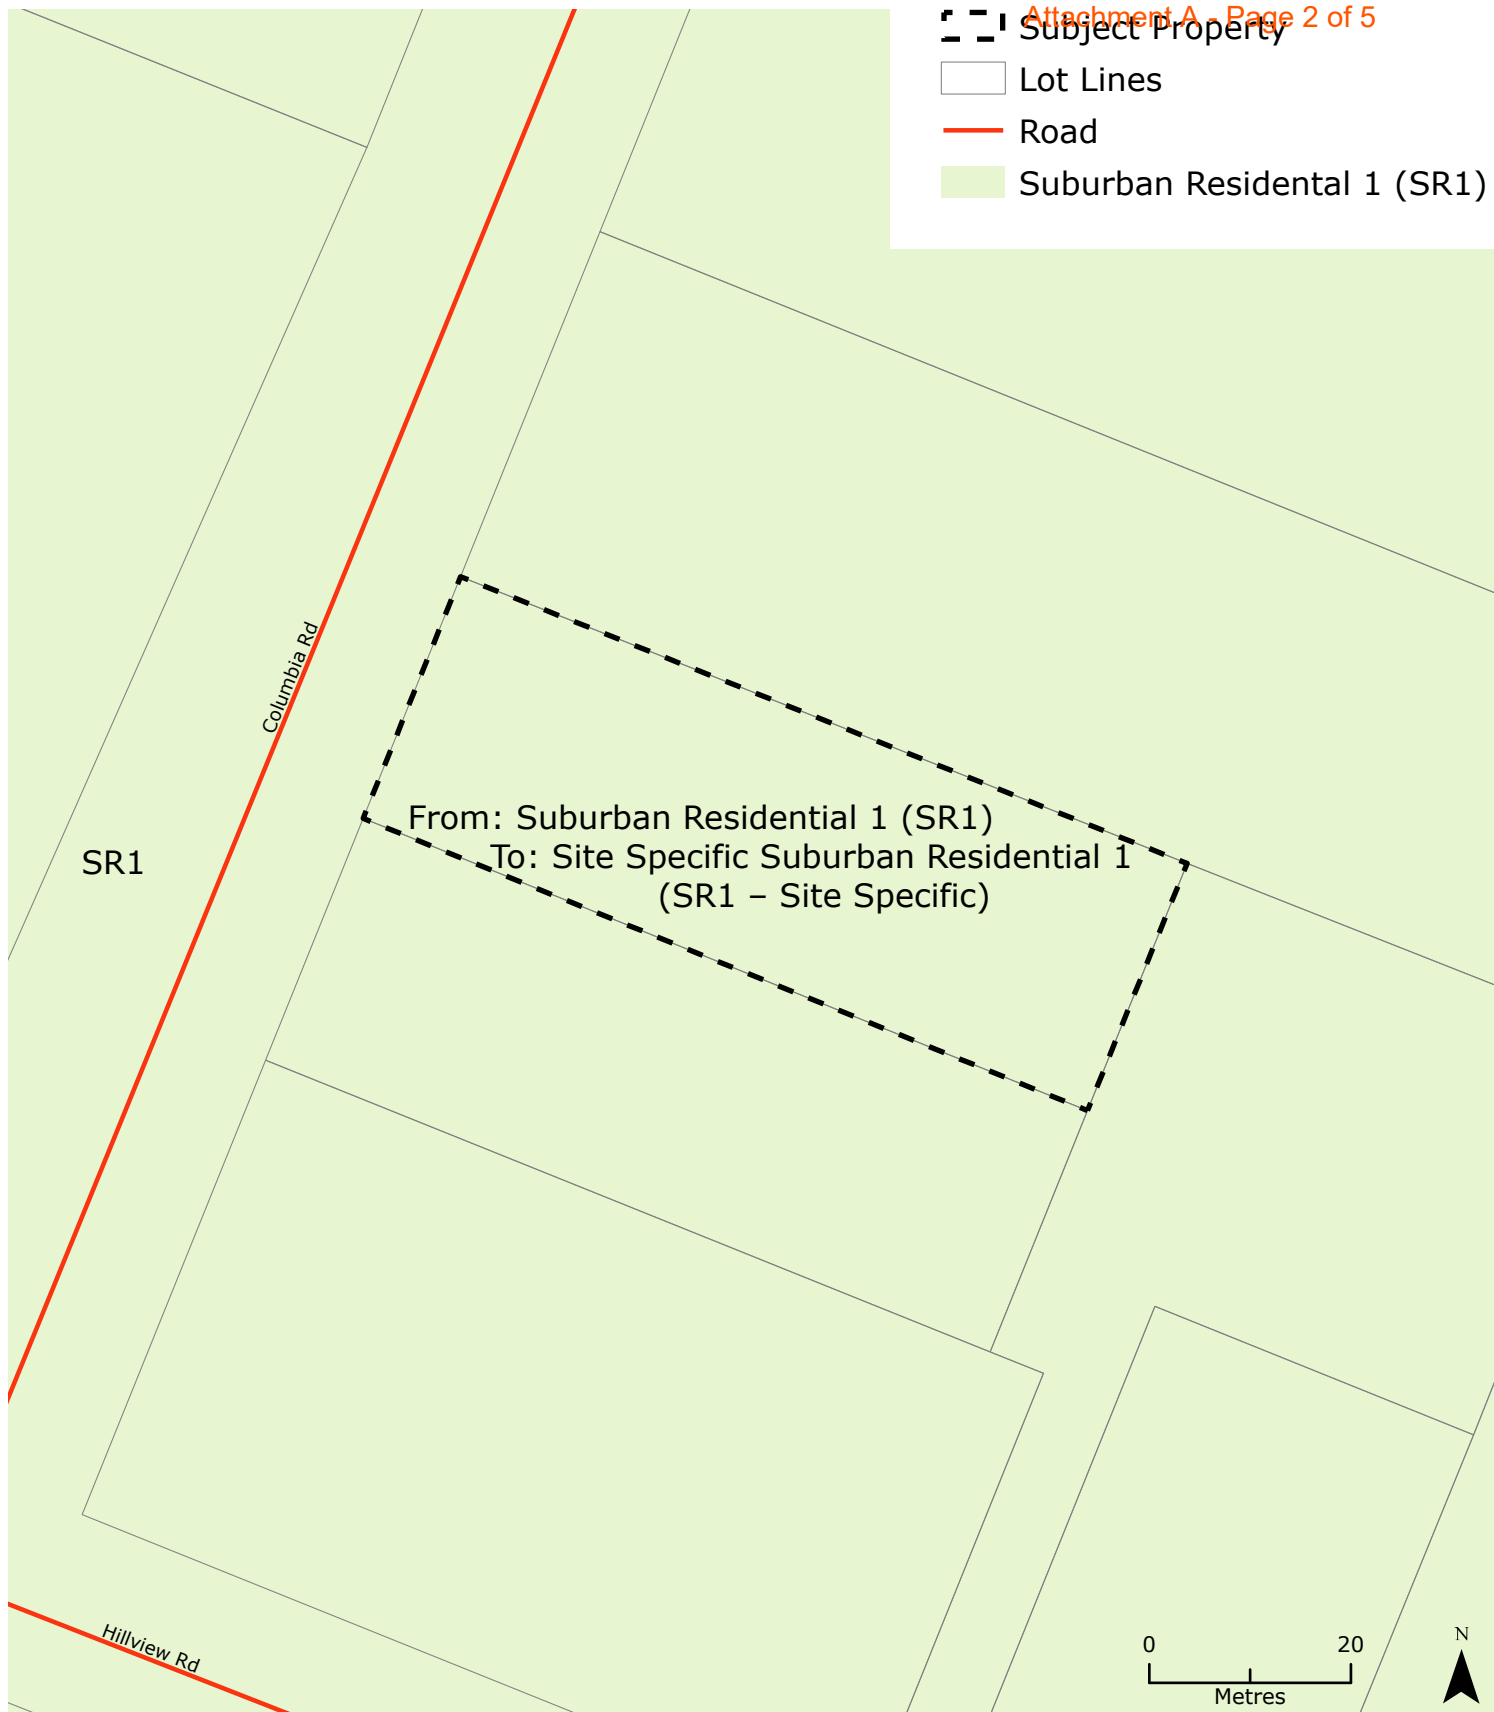 Attachment A - Page 2 of 5
Subject Property
Lot Lines
Road
Suburban Residental 1 (SR1)
Columbia Rd
From: Suburban Residential 1 (SR1)
To: Site Specific Suburban Residential 1
(SR1 – Site Specific)
SR1
Hillview Rd
0 20
Metres
N